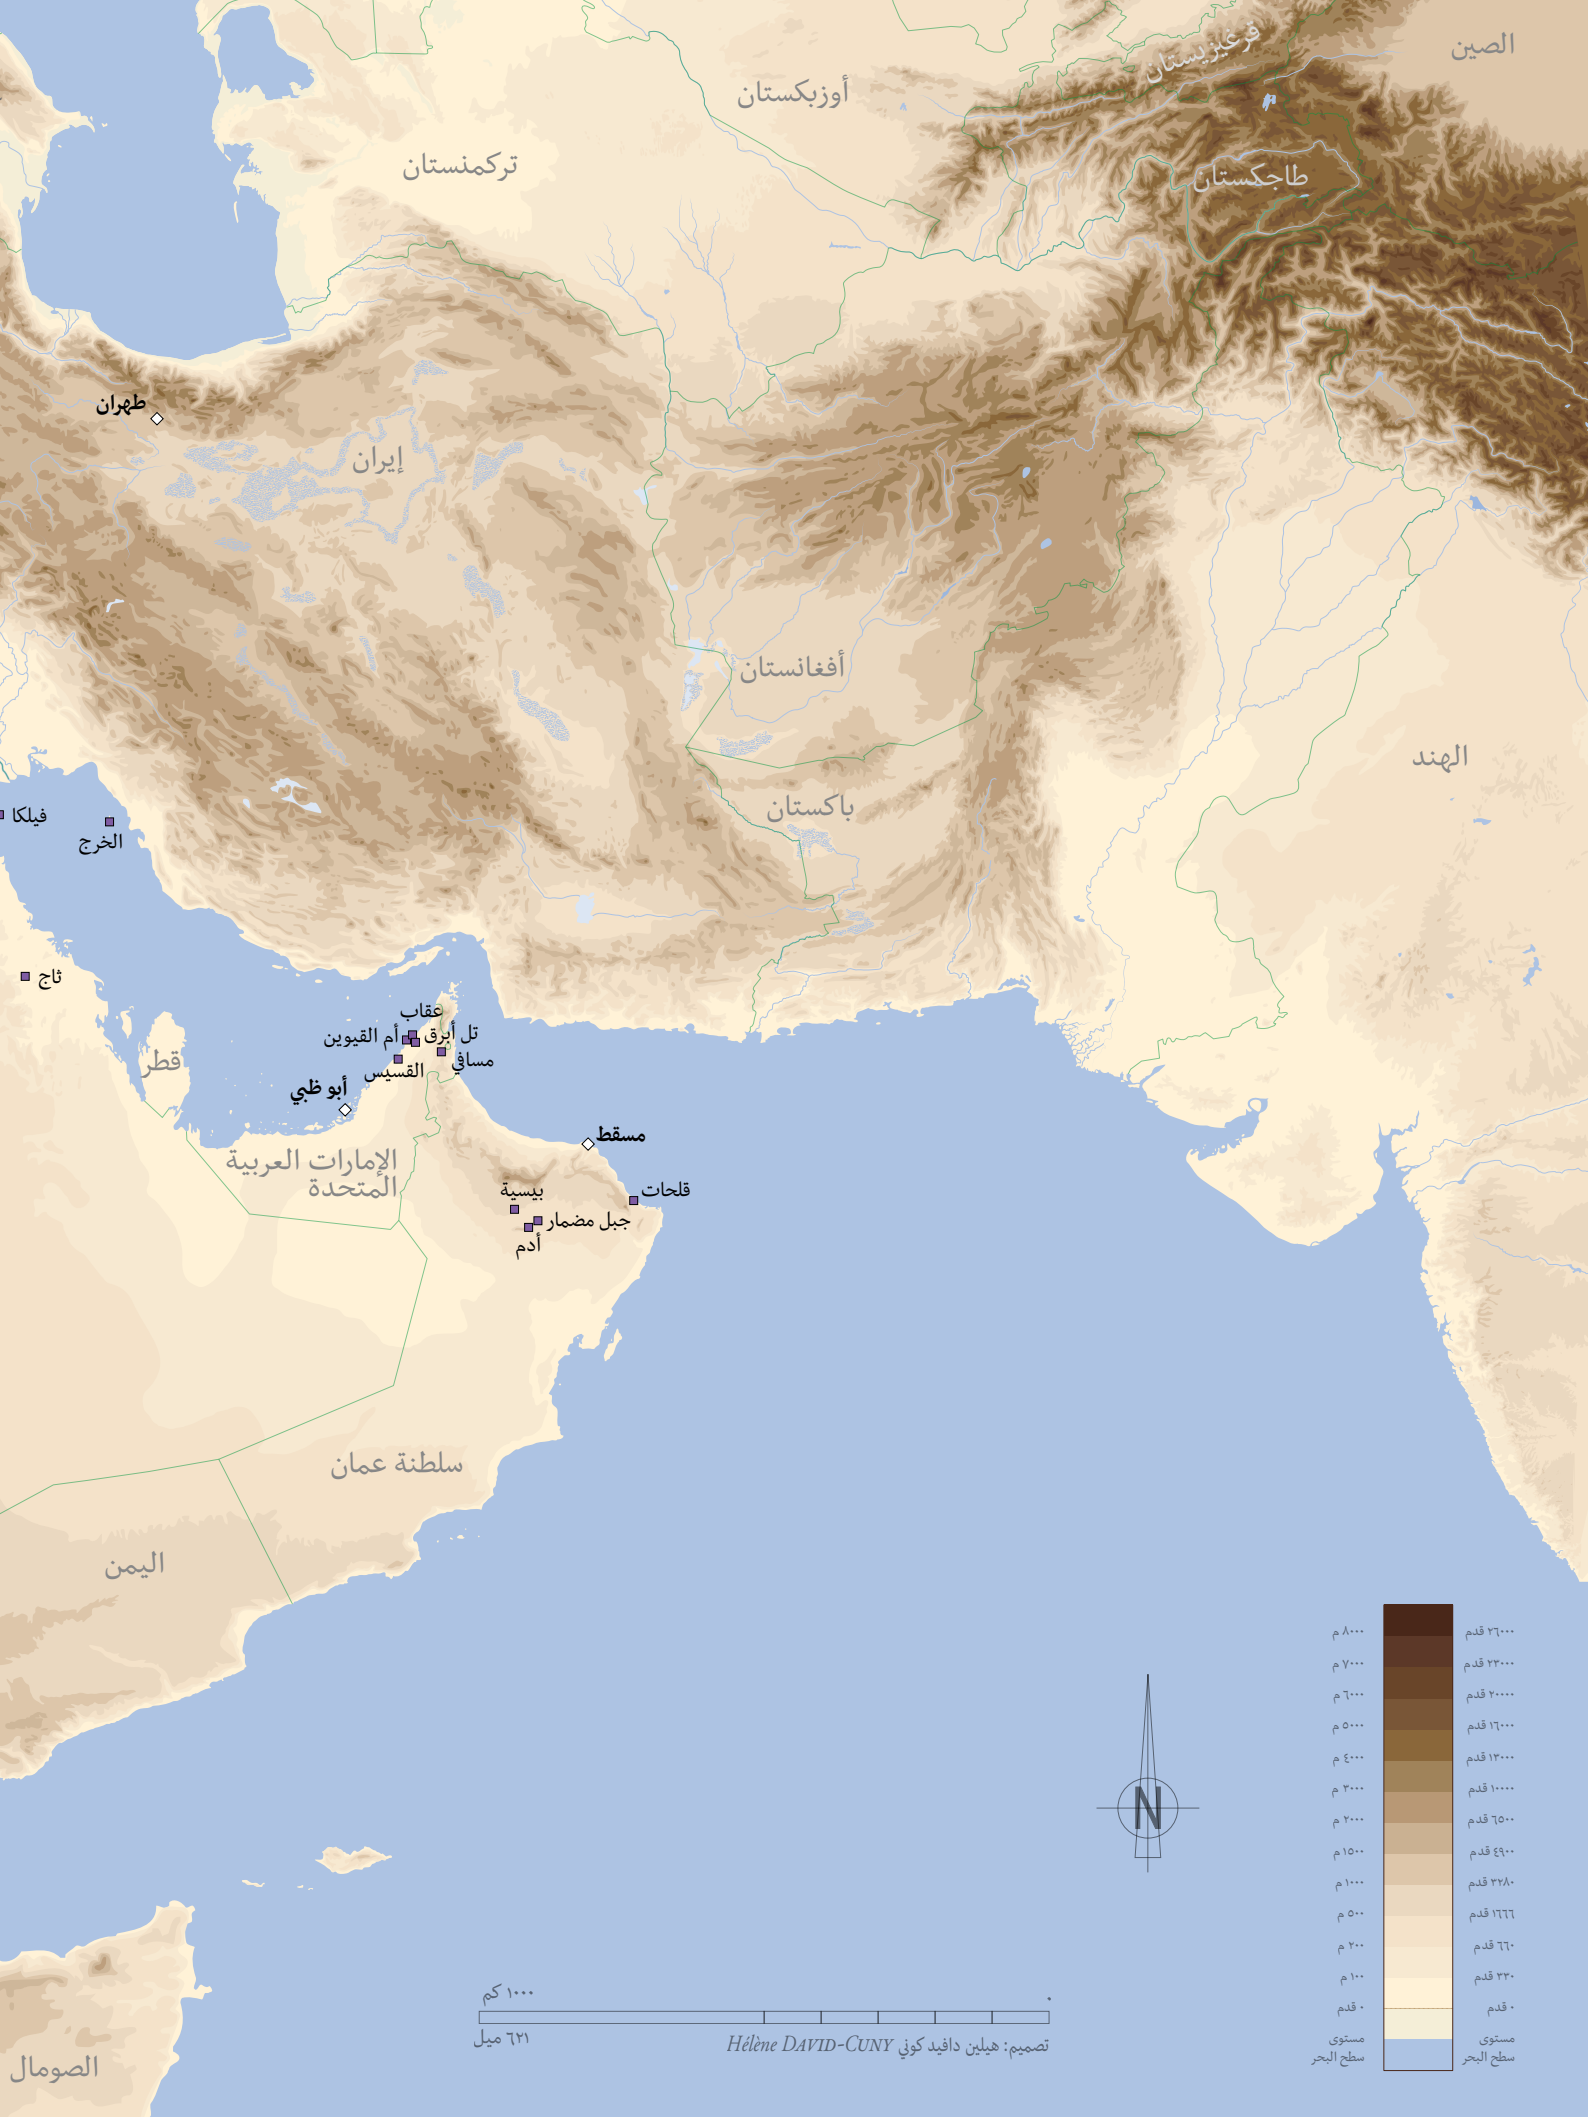 الصين
قرغيزيستان
أوزبكستان
تركمنستان
طاجكستان
طهران
إيران
أفغانستان
الهند
باكستان
فيلكا
الخرج
ثاج
عقاب
تل أبرق
أم القيوين
مسافي
القسيس
قطر
أبو ظبي
مسقط
الإمارات العربية
المتحدة
قلحات
بيسية
جبل مضمار
أدم
سلطنة عمان
اليمن
٢٦٠٠٠ قدم
٨٠٠٠ م
٢٣٠٠٠ قدم
٧٠٠٠ م
٢٠٠٠٠ قدم
٦٠٠٠ م
١٦٠٠٠ قدم
٥٠٠٠ م
١٣٠٠٠ قدم
٤٠٠٠ م
١٠٠٠٠ قدم
٣٠٠٠ م
٦٥٠٠ قدم
٢٠٠٠ م
٤٩٠٠ قدم
١٥٠٠ م
٣٢٨٠ قدم
١٠٠٠ م
١٦٦٦ قدم
٥٠٠ م
٦٦٠ قدم
٢٠٠ م
٣٣٠ قدم
١٠٠ م
٠ قدم
٠ قدم
مستوى
سطح البحر
مستوى
سطح البحر
N
٠
١٠٠٠ كم
٦٢١ ميل
تصميم: هيلين دافيد كوني Hélène DAVID-CUNY
الصومال